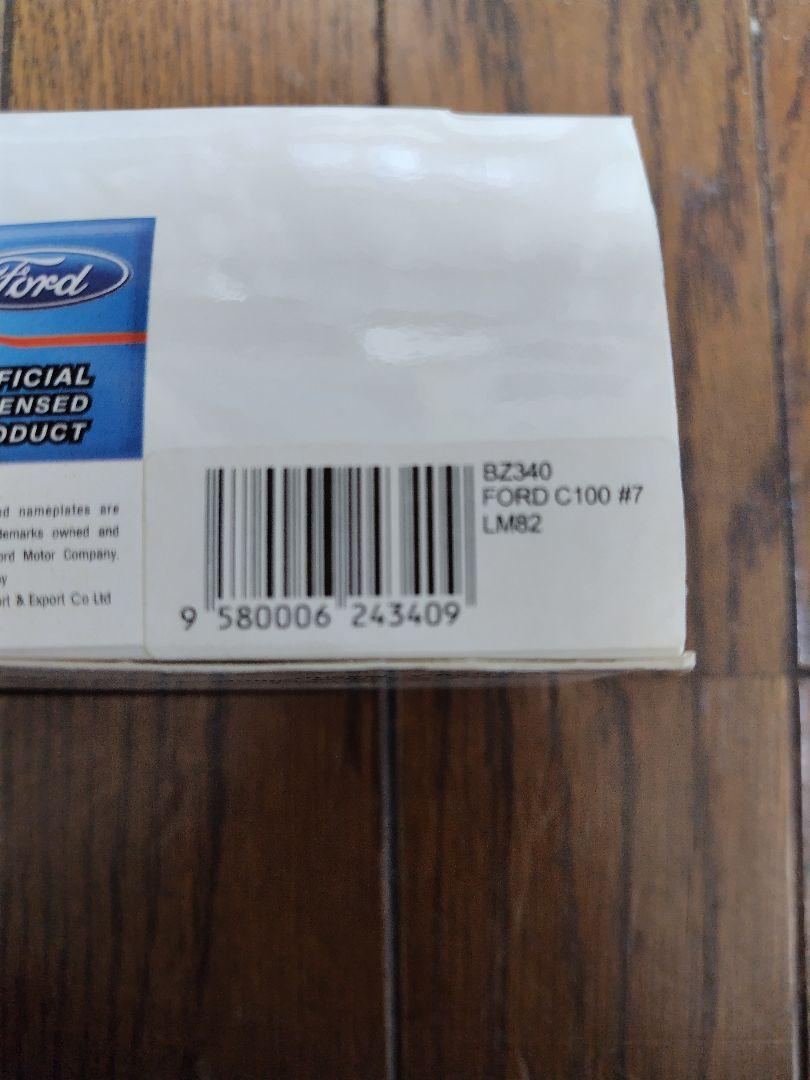 Ford
FICIAL
ENSED
ODUCT
d nameplates are
demarks owned and
ord Motor Company.
y
rt & Export Co Ltd
BZ340
FORD C100 #7
LM82
9 580006 243409